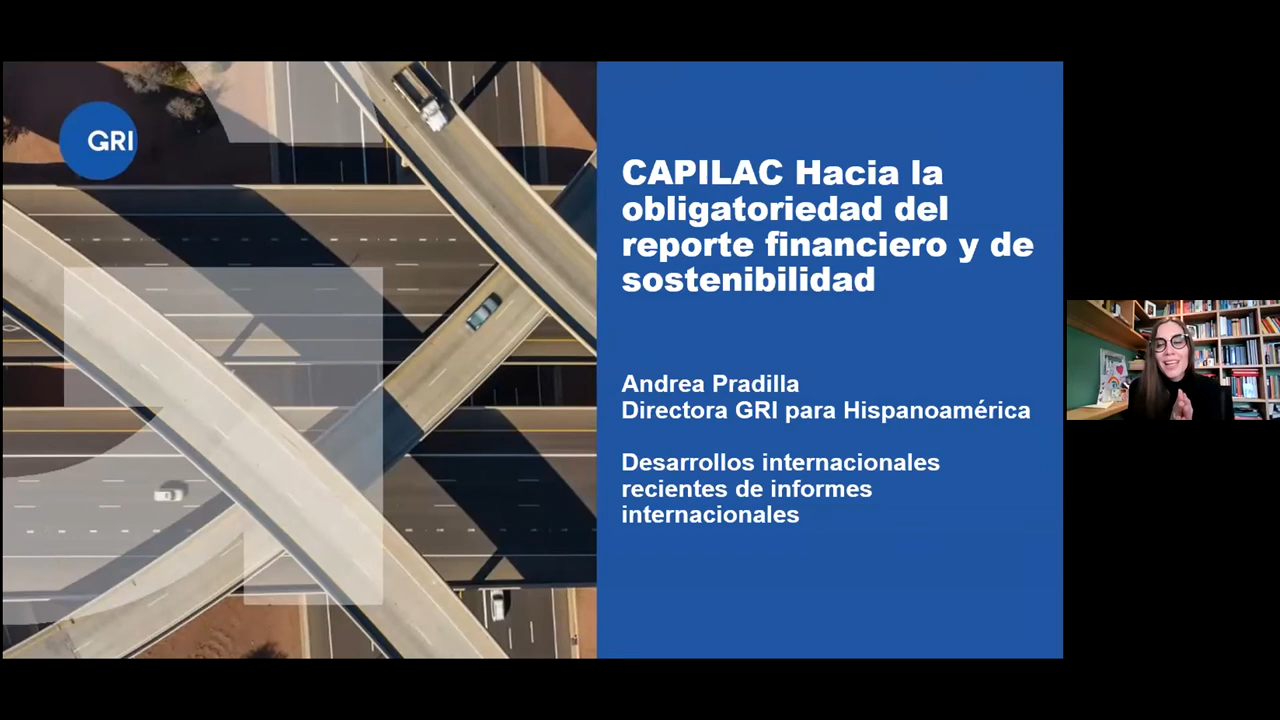 GRI
CAPILAC Hacia la
obligatoriedad del
reporte financiero y de
sostenibilidad
Andrea Pradilla
Directora GRI para Hispanoamérica
Desarrollos internacionales
recientes de informes
internacionales